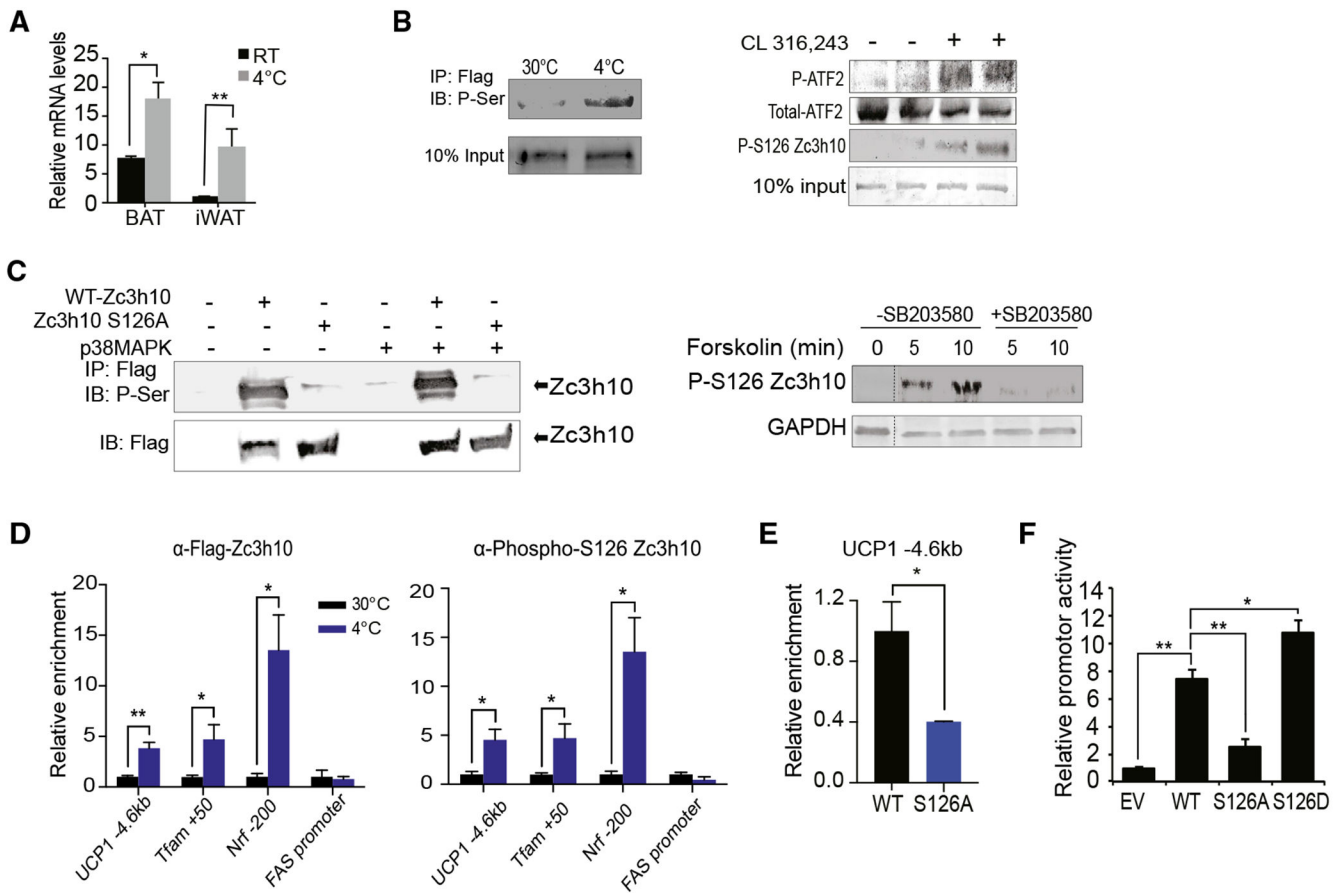 A
Relative mRNA levels
25
20
15
10
5
0
*
**
RT
4°C
BAT
iWAT
B
IP: Flag
IB: P-Ser
30°C 4°C
10% Input
CL 316,243 - - + +
P-ATF2
Total-ATF2
P-S126 Zc3h10
10% input
C
WT-Zc3h10 - + - - + -
Zc3h10 S126A - - + - - +
p38MAPK - - - + + +
IP: Flag
IB: P-Ser
Zc3h10
IB: Flag
Zc3h10
-SB203580 +SB203580
Forskolin (min) 0 5 10 5 10
P-S126 Zc3h10
GAPDH
D
α-Flag-Zc3h10
Relative enrichment
20
15
10
5
0
**
*
*
30°C
4°C
UCP1 -4.6kb
Tfam +50
Nrf -200
FAS promoter
α-Phospho-S126 Zc3h10
20
15
10
5
0
*
*
*
UCP1 -4.6kb
Tfam +50
Nrf -200
FAS promoter
E
UCP1 -4.6kb
Relative enrichment
1.2
0.8
0.4
0.0
*
WT S126A
F
Relative promotor activity
14
12
10
8
6
4
2
0
**
**
*
EV WT S126A S126D